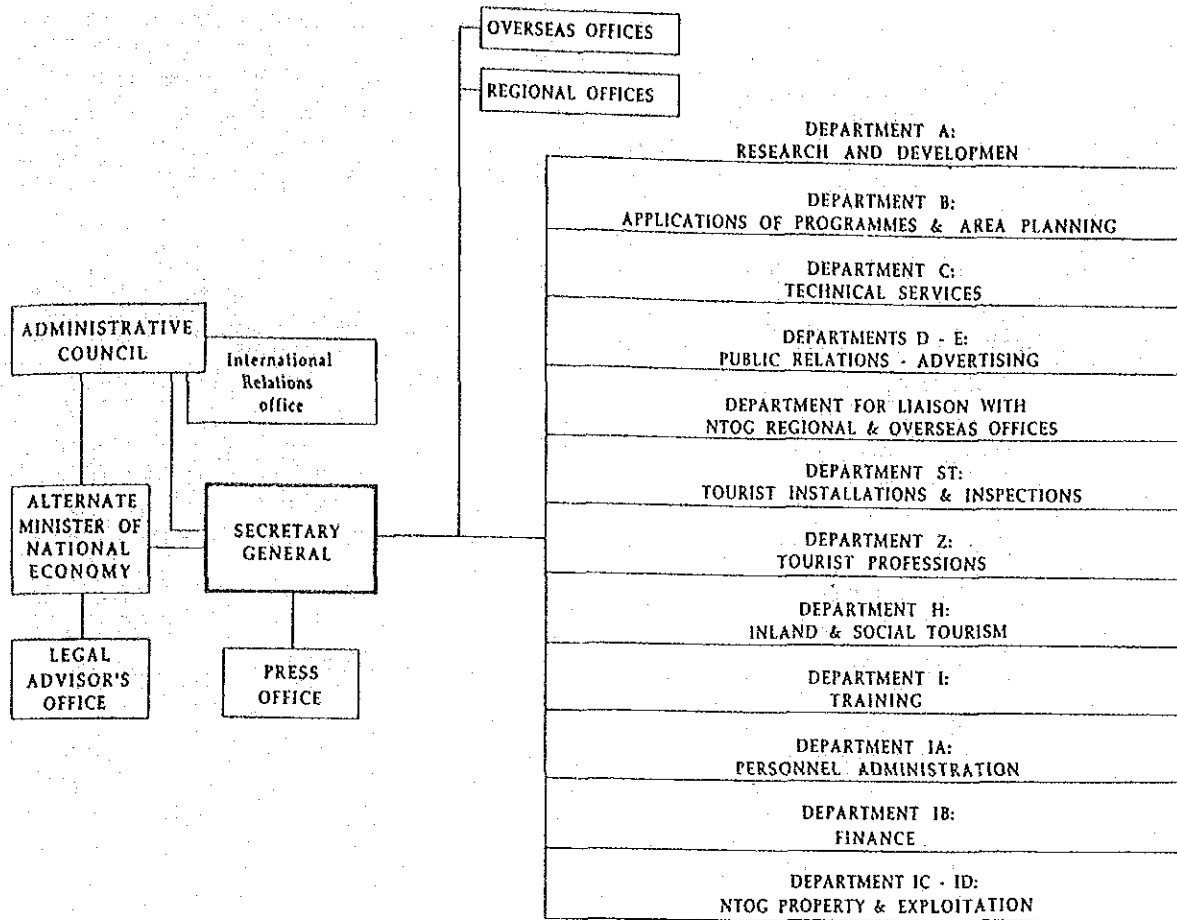 OVERSEAS OFFICES
REGIONAL OFFICES
DEPARTMENT A:
RESEARCH AND DEVELOPMEN
DEPARTMENT B:
APPLICATIONS OF PROGRAMMES & AREA PLANNING
DEPARTMENT C:
TECHNICAL SERVICES
DEPARTMENTS D - E:
PUBLIC RELATIONS - ADVERTISING
DEPARTMENT FOR LIAISON WITH
NTOG REGIONAL & OVERSEAS OFFICES
DEPARTMENT ST:
TOURIST INSTALLATIONS & INSPECTIONS
DEPARTMENT Z:
TOURIST PROFESSIONS
DEPARTMENT H:
INLAND & SOCIAL TOURISM
DEPARTMENT I:
TRAINING
DEPARTMENT IA:
PERSONNEL ADMINISTRATION
DEPARTMENT IB:
FINANCE
DEPARTMENT IC - ID:
NTOG PROPERTY & EXPLOITATION
ADMINISTRATIVE
COUNCIL
International
Relations
office
ALTERNATE
MINISTER OF
NATIONAL
ECONOMY
SECRETARY
GENERAL
LEGAL
ADVISOR'S
OFFICE
PRESS
OFFICE